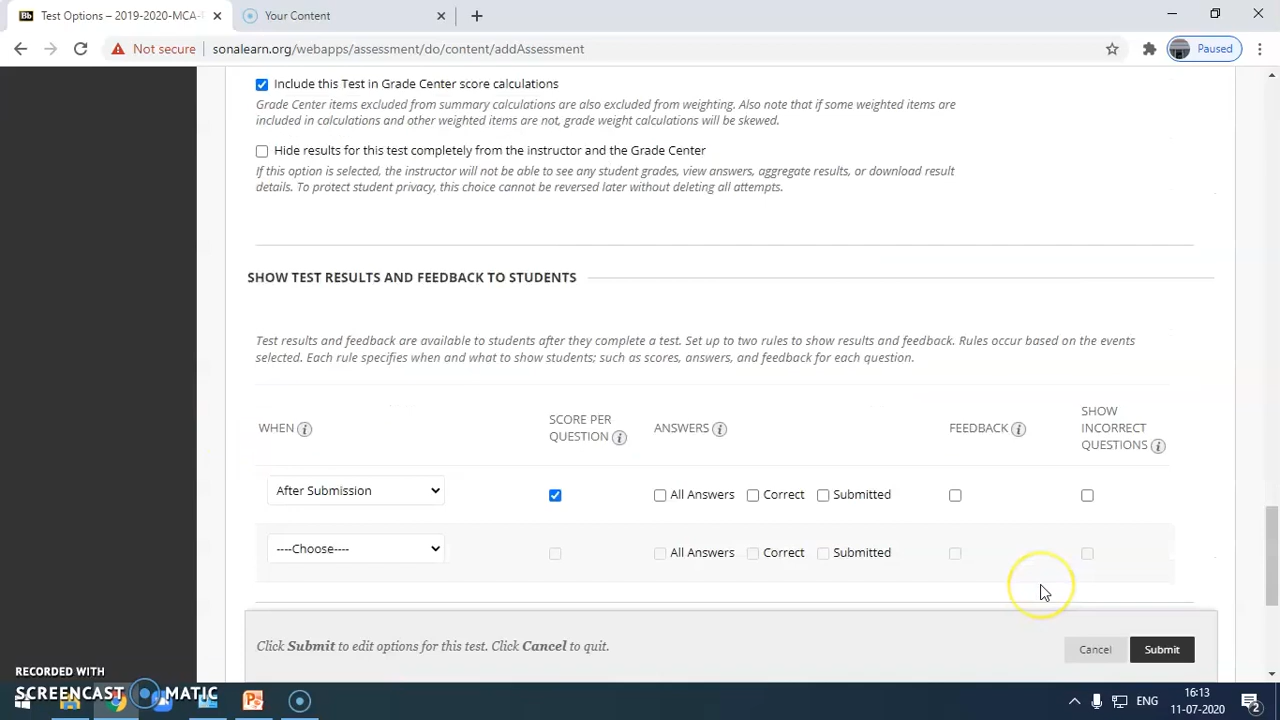 Bb Test Options – 2019-2020-MCA-
Your Content
Not secure
sonalearn.org/webapps/assessment/do/content/addAssessment
Paused
Include this Test in Grade Center score calculations
Grade Center items excluded from summary calculations are also excluded from weighting. Also note that if some weighted items are
included in calculations and other weighted items are not, grade weight calculations will be skewed.
Hide results for this test completely from the instructor and the Grade Center
If this option is selected, the instructor will not be able to see any student grades, view answers, aggregate results, or download result
details. To protect student privacy, this choice cannot be reversed later without deleting all attempts.
SHOW TEST RESULTS AND FEEDBACK TO STUDENTS
Test results and feedback are available to students after they complete a test. Set up to two rules to show results and feedback. Rules occur based on the events
selected. Each rule specifies when and what to show students; such as scores, answers, and feedback for each question.
WHEN
SCORE PER
QUESTION
ANSWERS
FEEDBACK
SHOW
INCORRECT
QUESTIONS
After Submission
All Answers
Correct
Submitted
----Choose----
All Answers
Correct
Submitted
Click Submit to edit options for this test. Click Cancel to quit.
Cancel
Submit
RECORDED WITH
SCREENCAST MATIC
ENG
16:13
11-07-2020
2